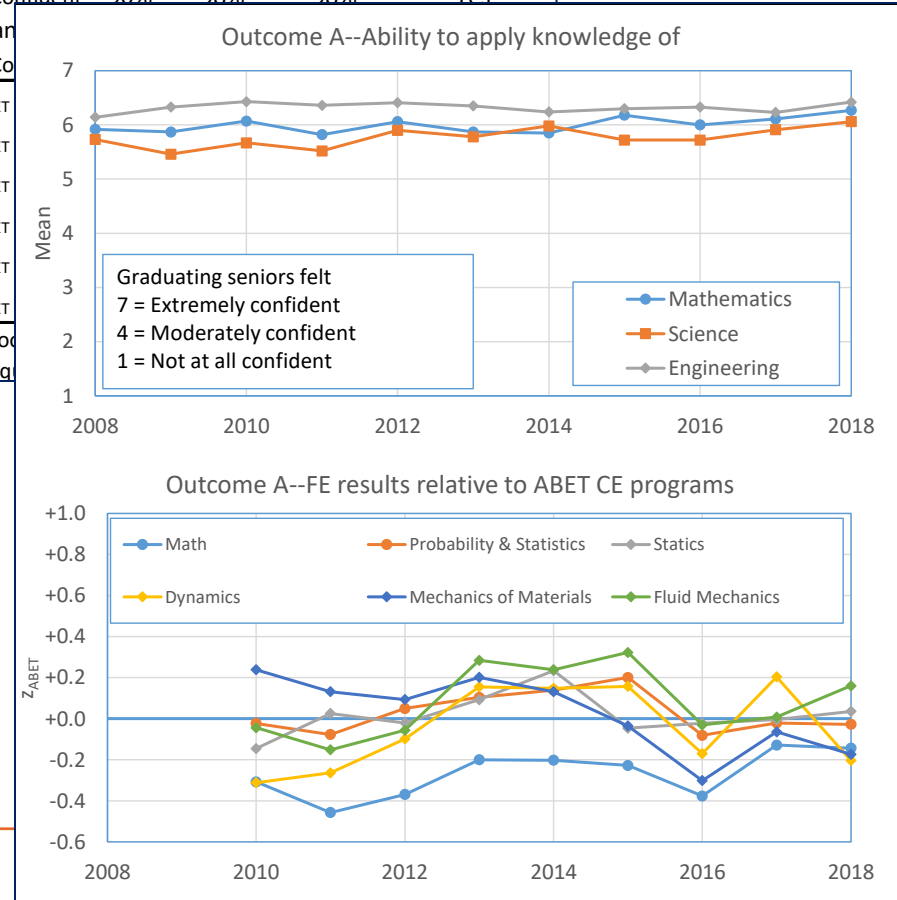 Outcome A--Ability to apply knowledge of
7
6
5
4
3
2
1
Mean
Graduating seniors felt
7 = Extremely confident
4 = Moderately confident
1 = Not at all confident
Mathematics
Science
Engineering
2008 2010 2012 2014 2016 2018
Outcome A--FE results relative to ABET CE programs
+1.0
+0.8
+0.6
+0.4
+0.2
+0.0
-0.2
-0.4
-0.6
zABET
Math Probability & Statistics Statics
Dynamics Mechanics of Materials Fluid Mechanics
2008 2010 2012 2014 2016 2018